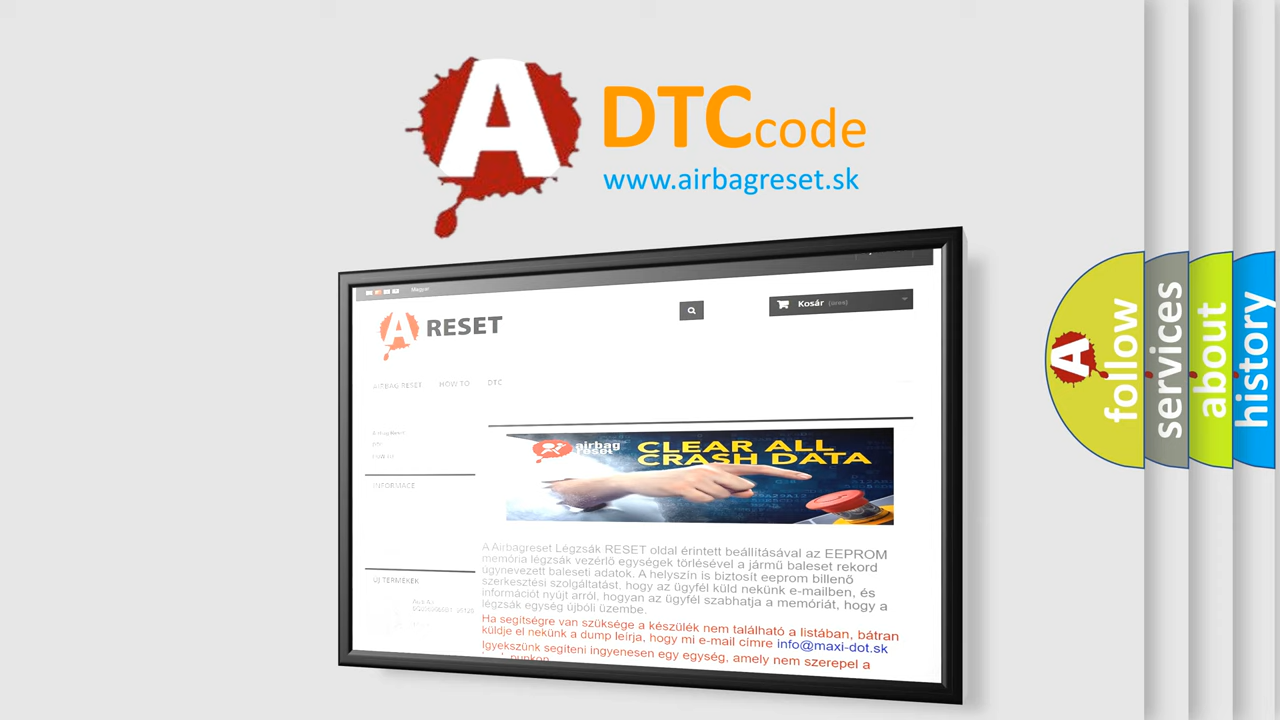 A
DTCcode
www.airbagreset.sk
Magyar
A RESET
Kosár (üres)
AIRBAG RESET HOW TO DTC
INFORMACE
airbag
reset
CLEAR ALL
CRASH DATA
A Airbagreset Légzsák RESET oldal érintett beállításával az EEPROM
memória légzsák vezérlő egységek törlésével a jármű baleset rekord
úgynevezett baleseti adatok. A helyszín is biztosít eeprom billenő
szerkesztési szolgáltatást, hogy az ügyfél küld nekünk e-mailben, és
információt nyújt arról, hogyan az ügyfél szabhatja a memóriát, hogy a
légzsák egység újbóli üzembe.
Ha segítségre van szüksége a készülék nem található a listában, bátran
küldje el nekünk a dump leírja, hogy mi e-mail címre info@maxi-dot.sk
Igyekszünk segíteni ingyenesen egy egység, amely nem szerepel a
ÚJ TERMÉKEK
A
follow
services
about
history